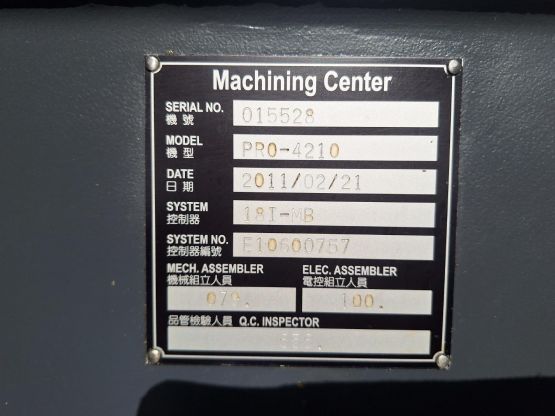 Machining Center
SERIAL NO. 015528
機號
MODEL PRO-4210
機型
DATE 2011/02/21
日期
SYSTEM 18I-MB
控制器
SYSTEM NO. E10600757
控制器編號
MECH. ASSEMBLER ELEC. ASSEMBLER
機械組立人員 電控組立人員
079. 100.
品管檢驗人員 Q.C. INSPECTOR